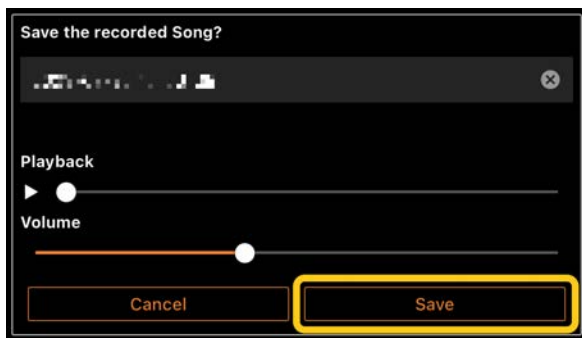 Save the recorded Song?
Playback
Volume
Cancel
Save